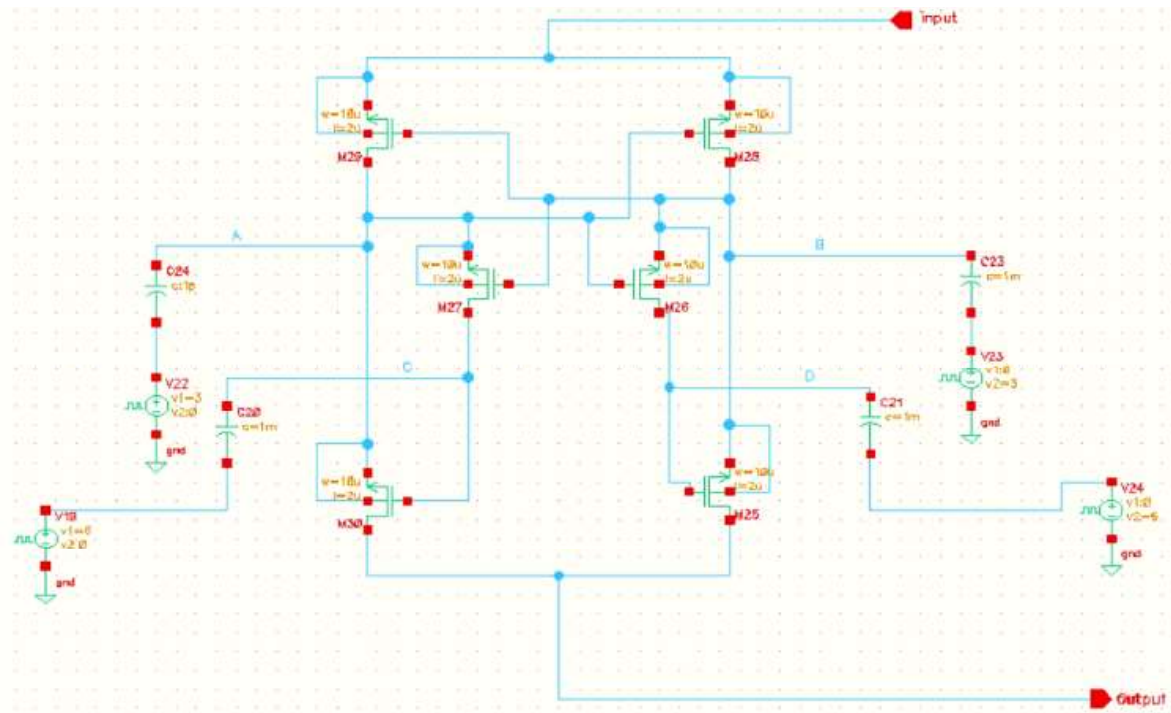 input
w=10u
l=2u
M29
w=10u
l=2u
M28
A
B
C24
w=10u
l=2u
M27
w=10u
l=2u
M26
C23
c=1m
V22
v1=3
v2:0
C
D
V23
v1:0
v2=3
gnd
C20
c=1m
C21
c=1m
gnd
w=10u
l=2u
M30
w=10u
l=2u
M25
V19
v2:0
gnd
V24
v1:0
gnd
output